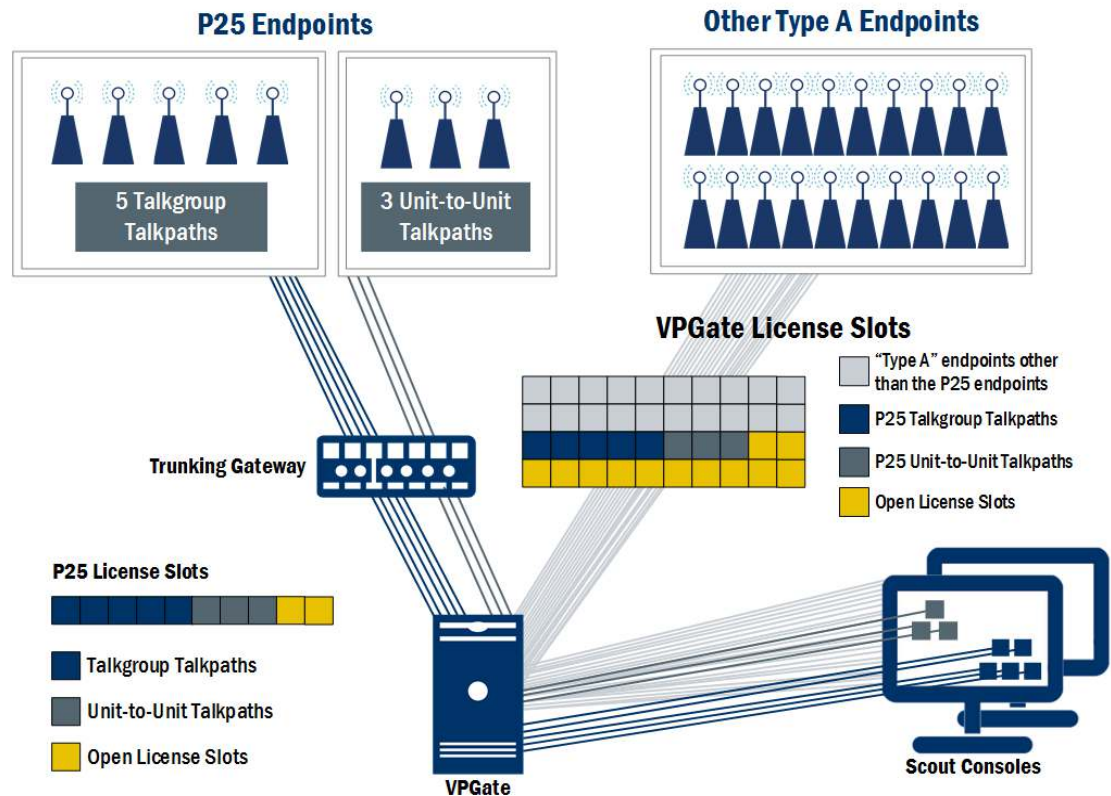 P25 Endpoints
Other Type A Endpoints
5 Talkgroup
Talkpaths
3 Unit-to-Unit
Talkpaths
VPGate License Slots
"Type A" endpoints other
than the P25 endpoints
P25 Talkgroup Talkpaths
P25 Unit-to-Unit Talkpaths
Open License Slots
Trunking Gateway
P25 License Slots
Talkgroup Talkpaths
Unit-to-Unit Talkpaths
Open License Slots
VPGate
Scout Consoles